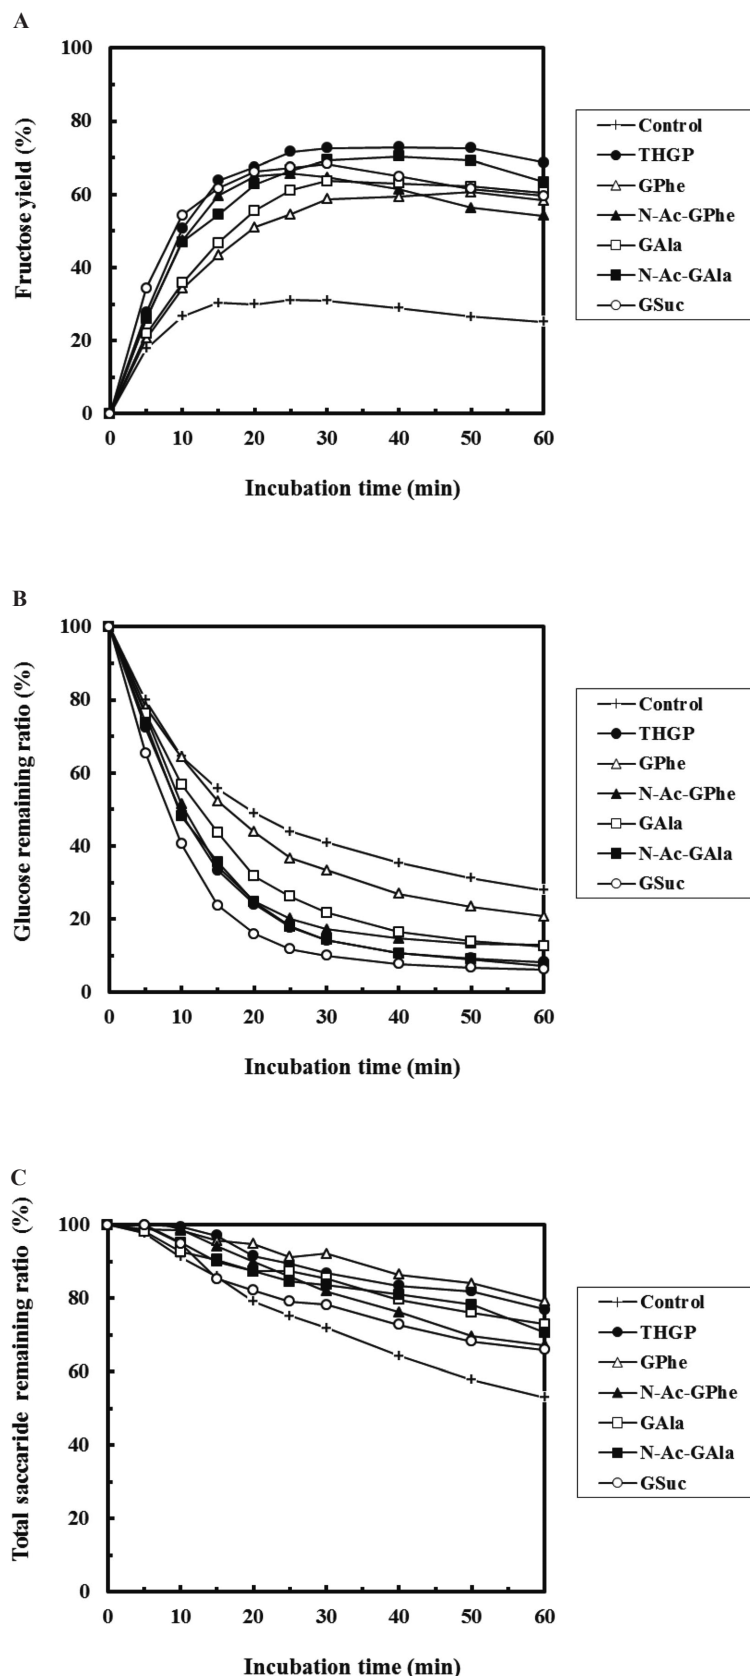 A
Fructose yield (%)
100
80
60
40
20
0
0 10 20 30 40 50 60
Incubation time (min)
Control
THGP
GPhe
N-Ac-GPhe
GAla
N-Ac-GAla
GSuc
B
Glucose remaining ratio (%)
100
80
60
40
20
0
0 10 20 30 40 50 60
Incubation time (min)
Control
THGP
GPhe
N-Ac-GPhe
GAla
N-Ac-GAla
GSuc
C
Total saccaride remaining ratio (%)
100
80
60
40
20
0
0 10 20 30 40 50 60
Incubation time (min)
Control
THGP
GPhe
N-Ac-GPhe
GAla
N-Ac-GAla
GSuc